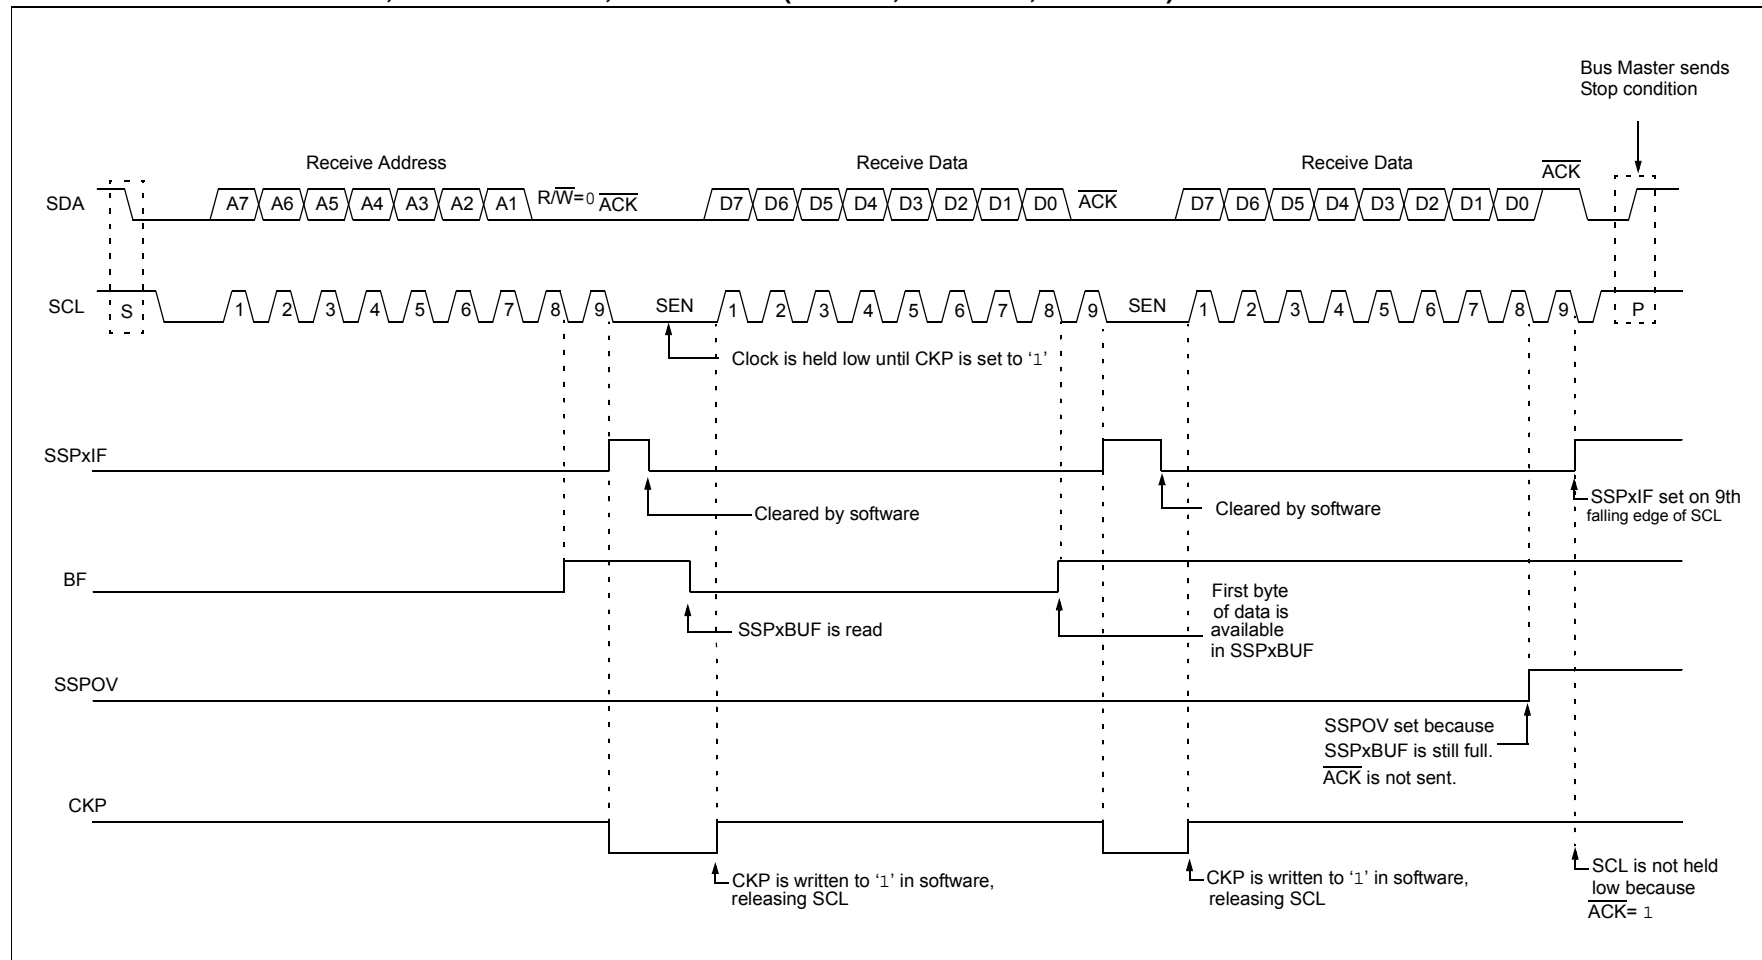 Bus Master sends
Stop condition
Receive Address
Receive Data
Receive Data
ACK
SDA
A7 A6 A5 A4 A3 A2 A1 R/W=0 ACK
D7 D6 D5 D4 D3 D2 D1 D0 ACK
D7 D6 D5 D4 D3 D2 D1 D0
SCL
S
1 2 3 4 5 6 7 8 9 SEN
1 2 3 4 5 6 7 8 9 SEN
1 2 3 4 5 6 7 8 9
P
Clock is held low until CKP is set to ‘1’
SSPxIF
Cleared by software
Cleared by software
SSPxIF set on 9th
falling edge of SCL
BF
SSPxBUF is read
First byte
of data is
available
in SSPxBUF
SSPOV
SSPOV set because
SSPxBUF is still full.
ACK is not sent.
CKP
CKP is written to ‘1’ in software,
releasing SCL
CKP is written to ‘1’ in software,
releasing SCL
SCL is not held
low because
ACK= 1